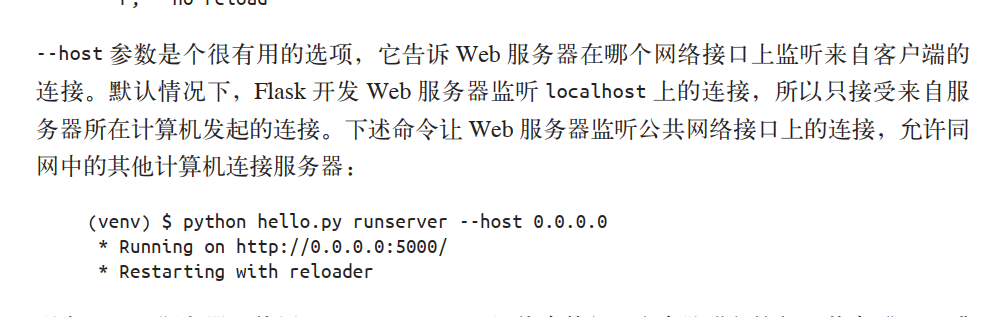 --host 参数是个很有用的选项，它告诉 Web 服务器在哪个网络接口上监听来自客户端的
连接。默认情况下，Flask 开发 Web 服务器监听 localhost 上的连接，所以只接受来自服
务器所在计算机发起的连接。下述命令让 Web 服务器监听公共网络接口上的连接，允许同
网中的其他计算机连接服务器：
(venv) $ python hello.py runserver --host 0.0.0.0
* Running on http://0.0.0.0:5000/
* Restarting with reloader